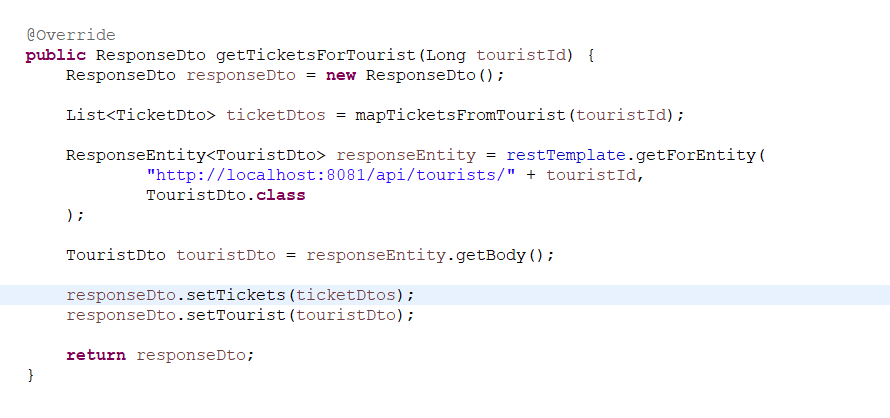 @Override
public ResponseDto getTicketsForTourist(Long touristId) {
ResponseDto responseDto = new ResponseDto();
List<TicketDto> ticketDtos = mapTicketsFromTourist(touristId);
ResponseEntity<TouristDto> responseEntity = restTemplate.getForEntity(
"http://localhost:8081/api/tourists/" + touristId,
TouristDto.class
);
TouristDto touristDto = responseEntity.getBody();
responseDto.setTickets(ticketDtos);
responseDto.setTourist(touristDto);
return responseDto;
}